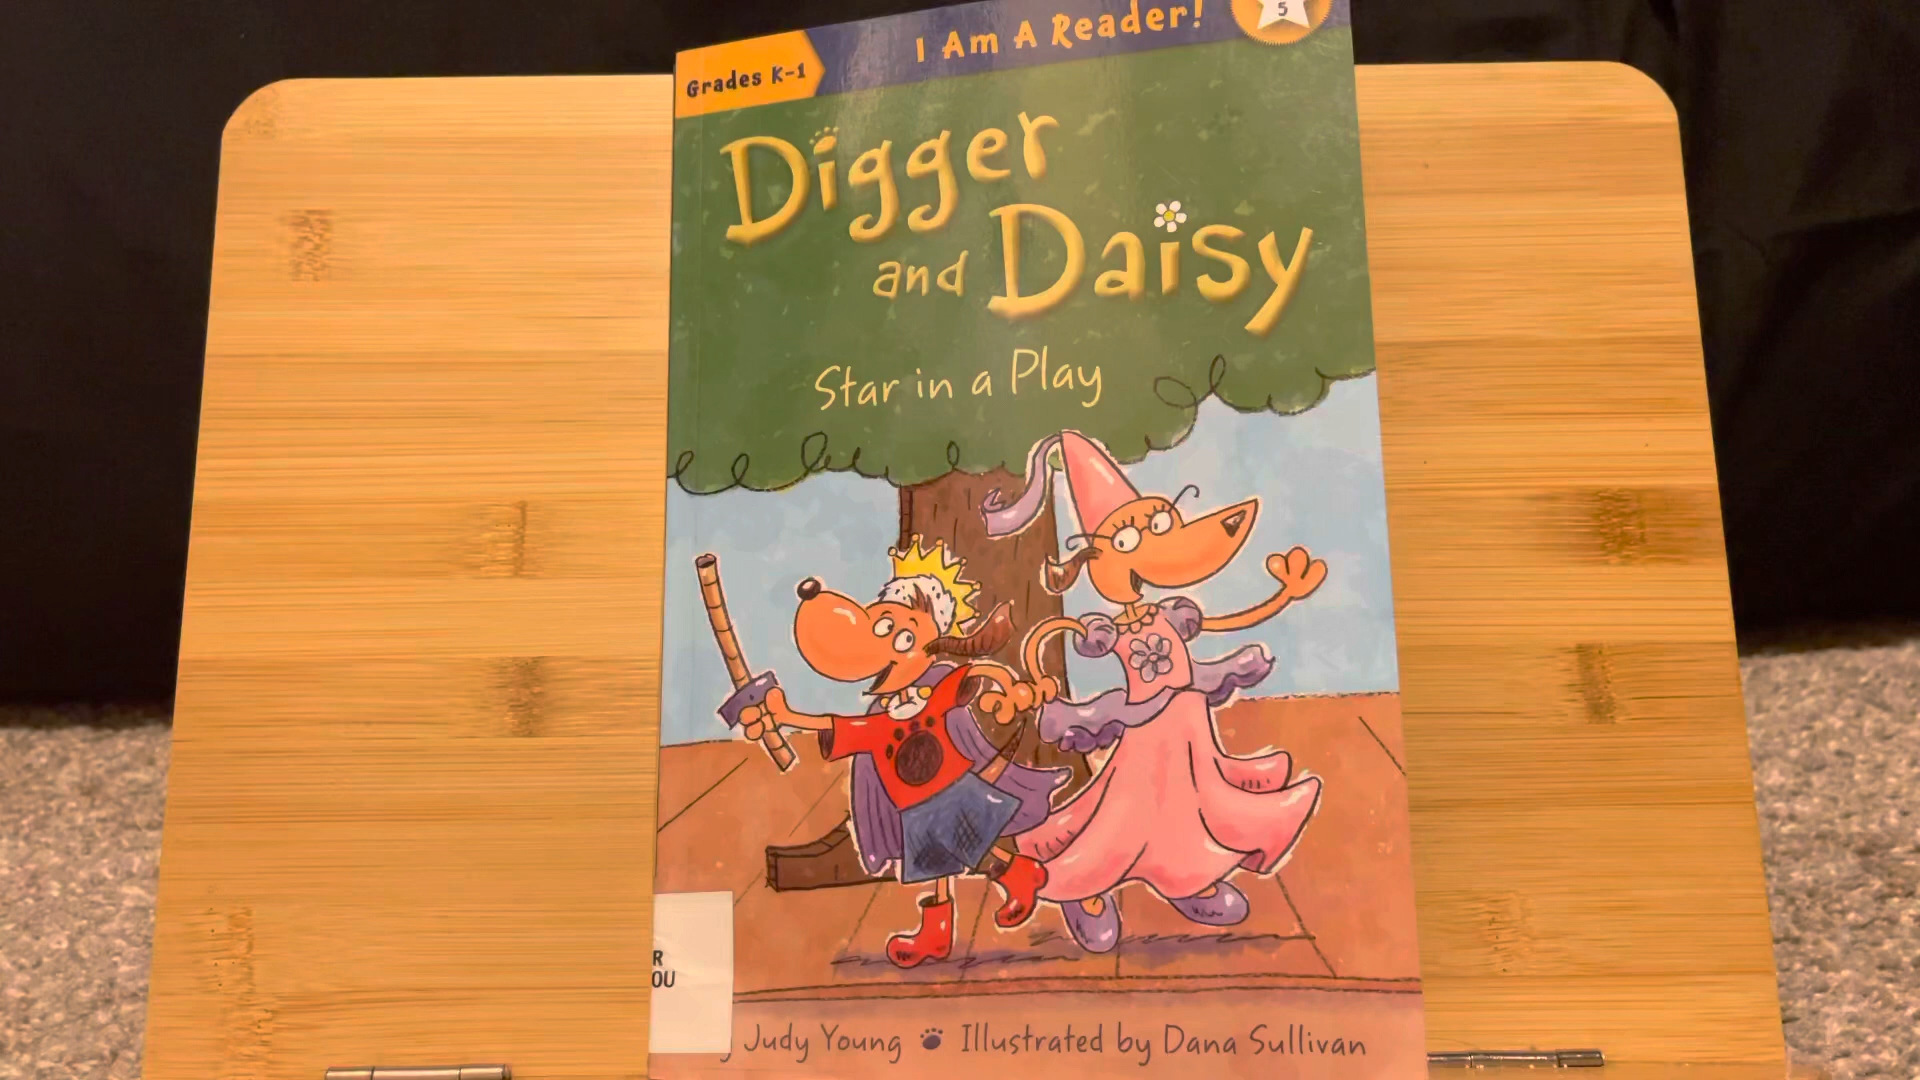 I Am A Reader!
5
Grades K-1
Digger
and Daisy
Star in a Play
R
OU
Judy Young Illustrated by Dana Sullivan